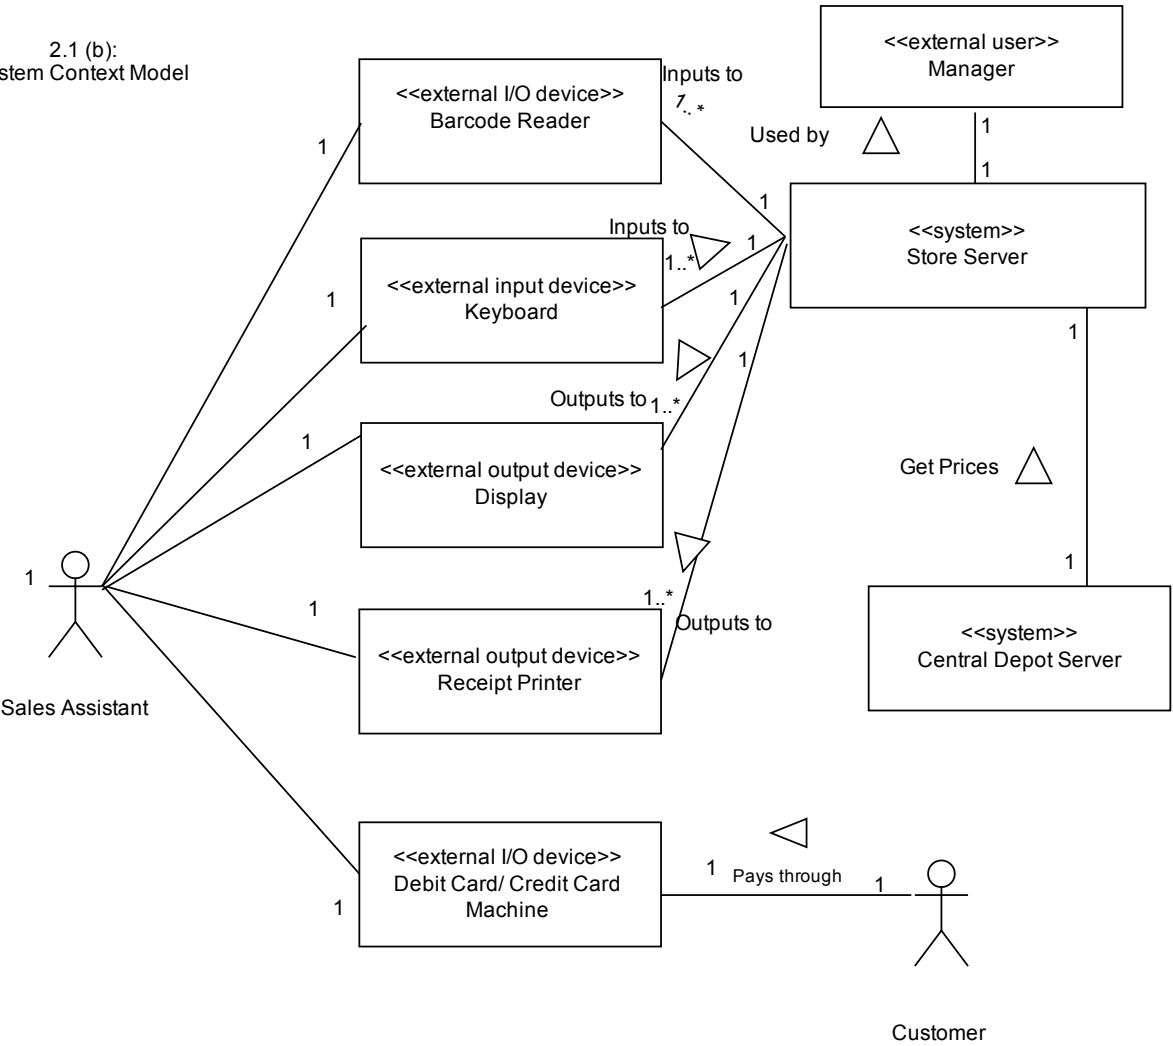 2.1 (b):
stem Context Model
<<external user>>
Manager
Inputs to
1..*
<<external I/O device>>
Barcode Reader
1
Used by
1
1
1
Inputs to
1
1..*
<<system>>
Store Server
<<external input device>>
Keyboard
1
1
1
1
Outputs to
1..*
1
<<external output device>>
Display
Get Prices
1
1
Sales Assistant
1
1..*
Outputs to
<<external output device>>
Receipt Printer
1
<<system>>
Central Depot Server
<<external I/O device>>
Debit Card/ Credit Card
Machine
1
1
Pays through
1
Customer